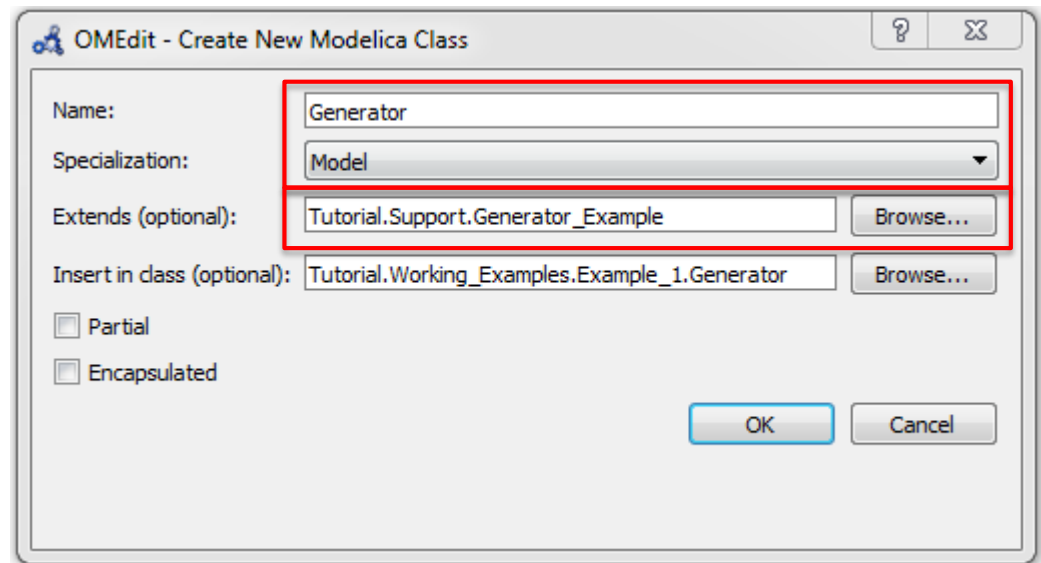 OMEdit - Create New Modelica Class
Name: Generator
Specialization: Model
Extends (optional): Tutorial.Support.Generator_Example Browse...
Insert in class (optional): Tutorial.Working_Examples.Example_1.Generator Browse...
Partial
Encapsulated
OK Cancel